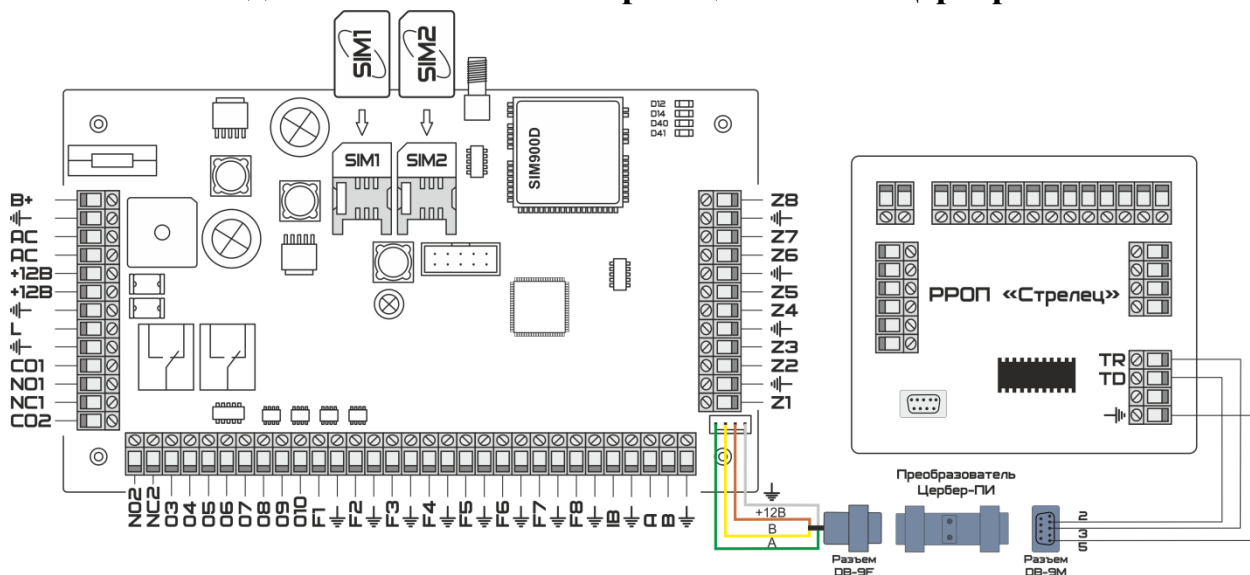 SIM1
SIM2
D12
D14
D40
D41
SIM1
SIM2
SIM900D
B+
AC
AC
+12В
+12В
L
CO1
NO1
NC1
CO2
Z8
Z7
Z6
Z5
Z4
Z3
Z2
Z1
РРОП «Стрелец»
TR
TD
NO2 NC2 O3 O4 O5 O6 O7 O8 O9 O10 F1 F2 F3 F4 F5 F6 F7 F8 IB A B
+12В
B
A
Преобразователь
Цербер-ПИ
2
3
5
Разъем
DB-9F
Разъем
DB-9M